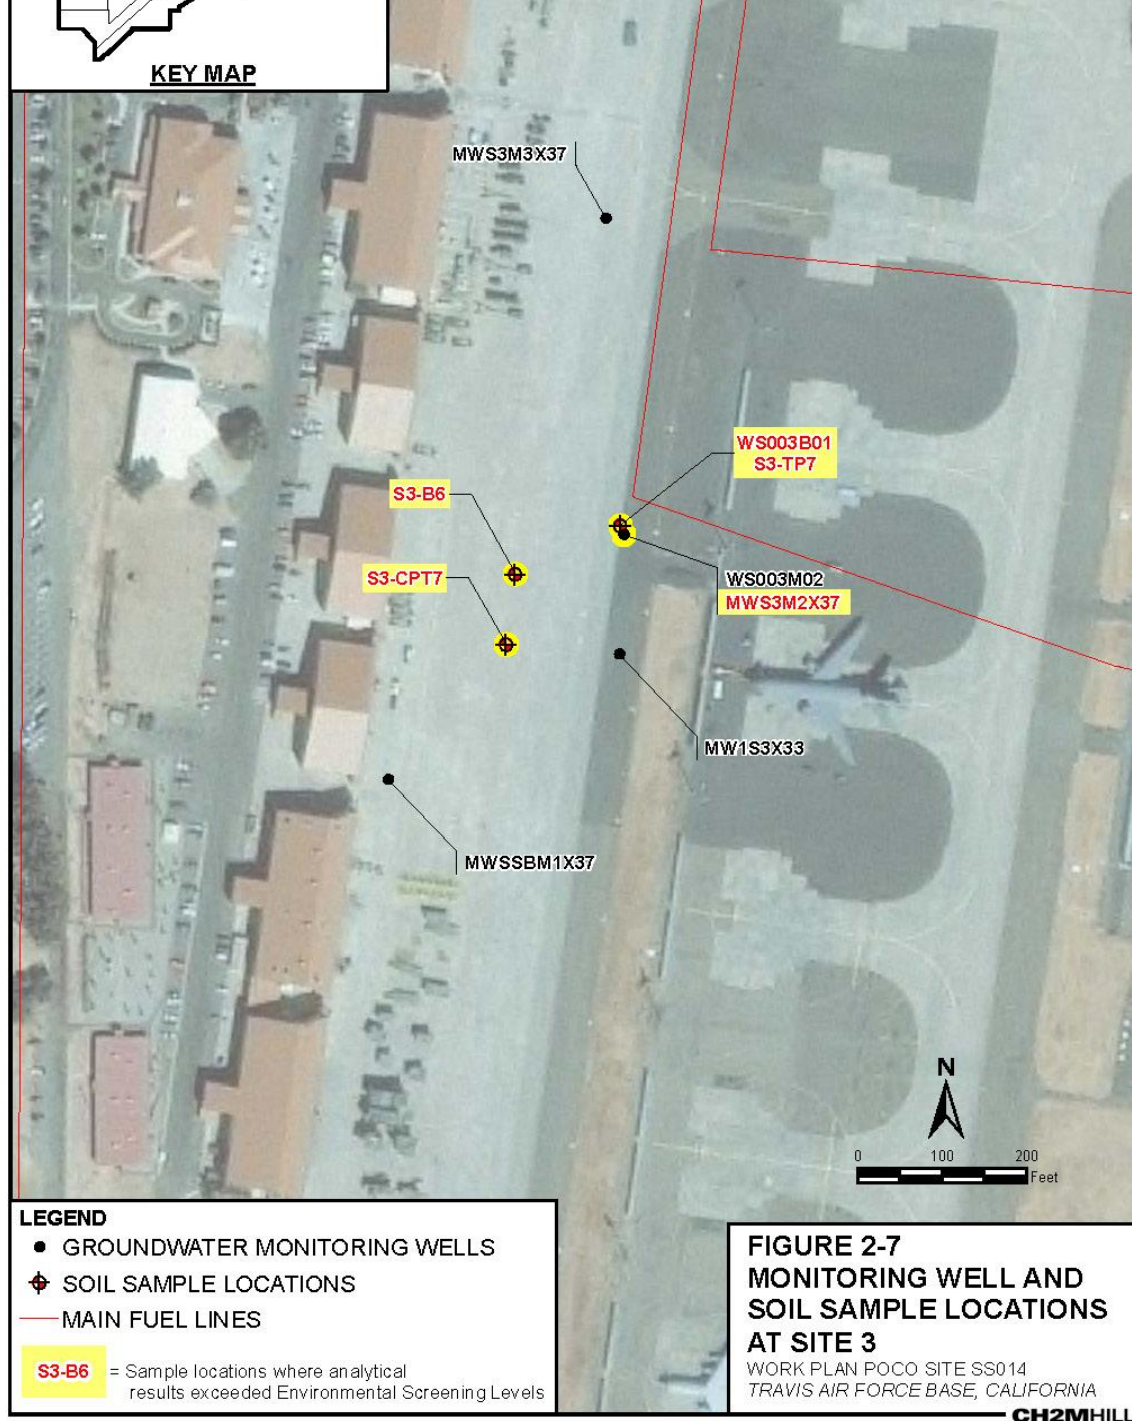 KEY MAP
MWS3M3X37
WS003B01
S3-TP7
S3-B6
S3-CPT7
WS003M02
MWS3M2X37
MW1S3X33
MWSSBM1X37
N
0 100 200
Feet
LEGEND
GROUNDWATER MONITORING WELLS
SOIL SAMPLE LOCATIONS
MAIN FUEL LINES
S3-B6 = Sample locations where analytical
results exceeded Environmental Screening Levels
FIGURE 2-7
MONITORING WELL AND
SOIL SAMPLE LOCATIONS
AT SITE 3
WORK PLAN POCO SITE SS014
TRAVIS AIR FORCE BASE, CALIFORNIA
CH2MHILL